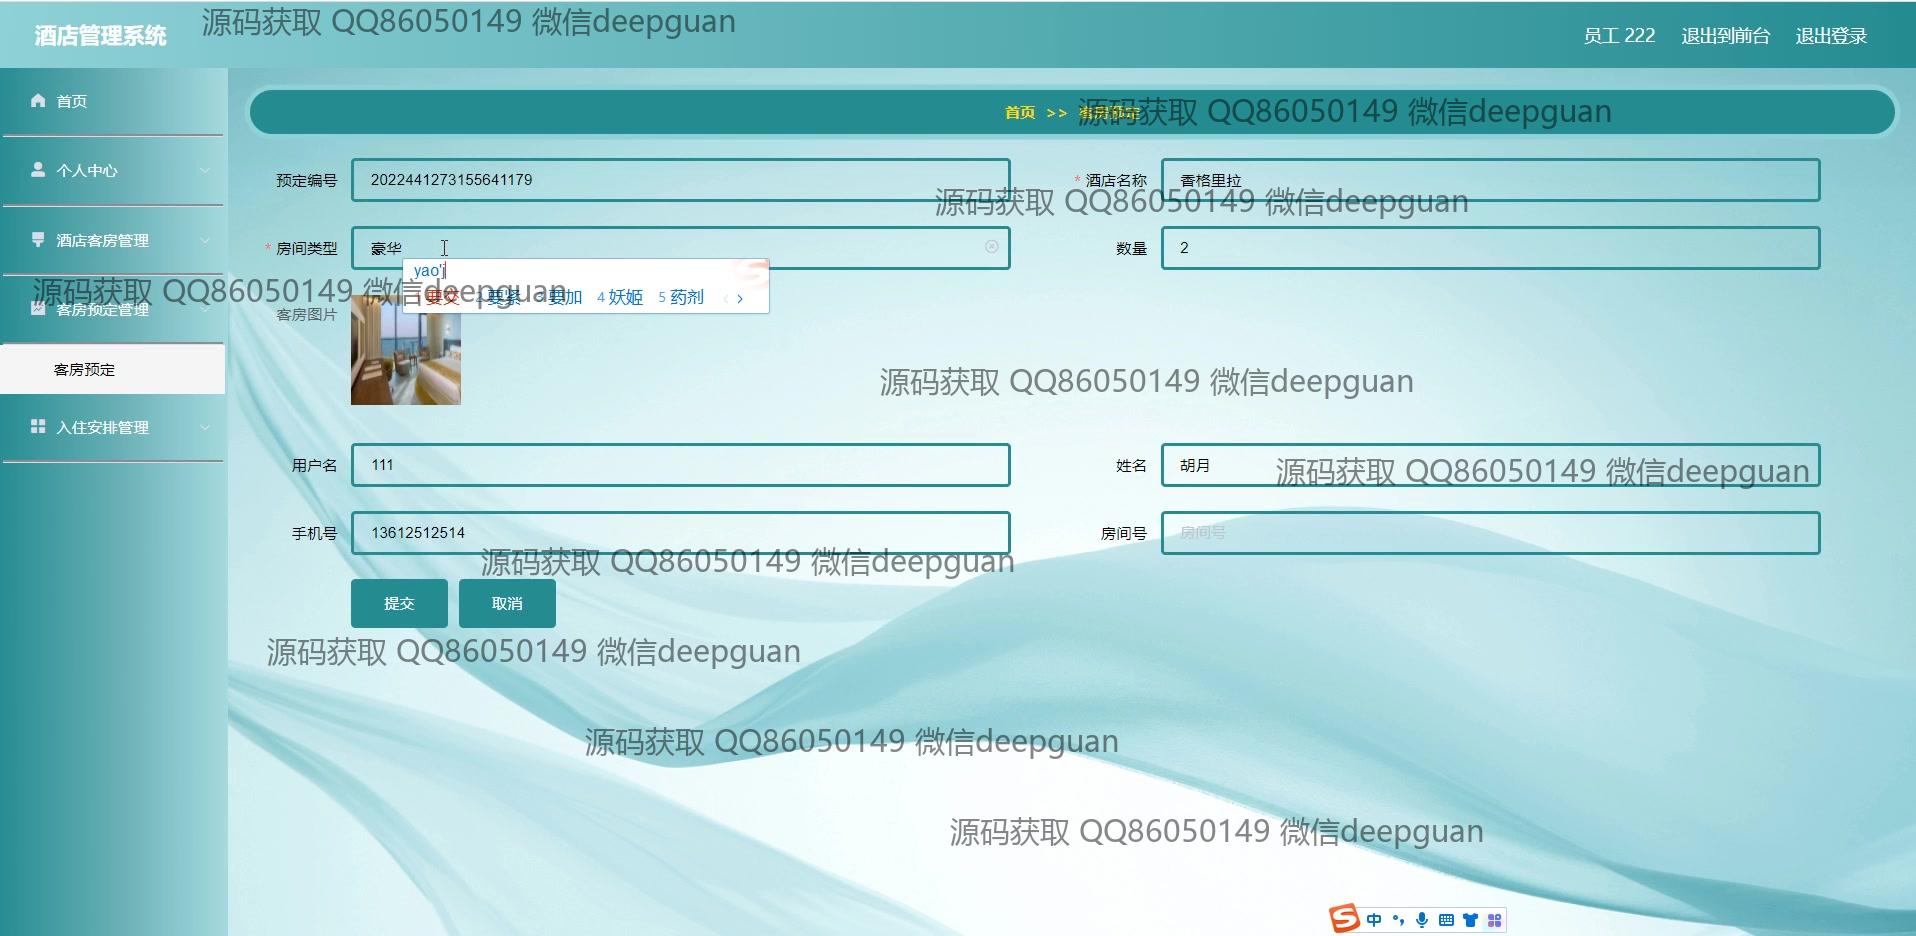 酒店管理系统
源码获取 QQ86050149 微信deepguan
员工 222
退出到前台
退出登录
首页
个人中心
酒店客房管理
客房预定管理
客房预定
入住安排管理
首页 >> 客房预定
源码获取 QQ86050149 微信deepguan
预定编号 2022441273155641179
* 酒店名称 香格里拉
源码获取 QQ86050149 微信deepguan
* 房间类型 豪华
数量 2
yao'j
1 要交 2 要紧 3 要加 4 妖姬 5 药剂
源码获取 QQ86050149 微信deepguan
客房图片
源码获取 QQ86050149 微信deepguan
用户名 111
姓名 胡月
源码获取 QQ86050149 微信deepguan
手机号 13612512514
房间号 房间号
源码获取 QQ86050149 微信deepguan
提交
取消
源码获取 QQ86050149 微信deepguan
源码获取 QQ86050149 微信deepguan
源码获取 QQ86050149 微信deepguan
S 中